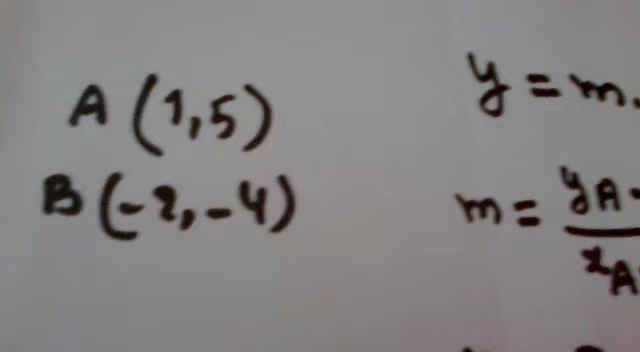 A (1,5)
B (-2,-4)
y = m.
m = yA -
xA